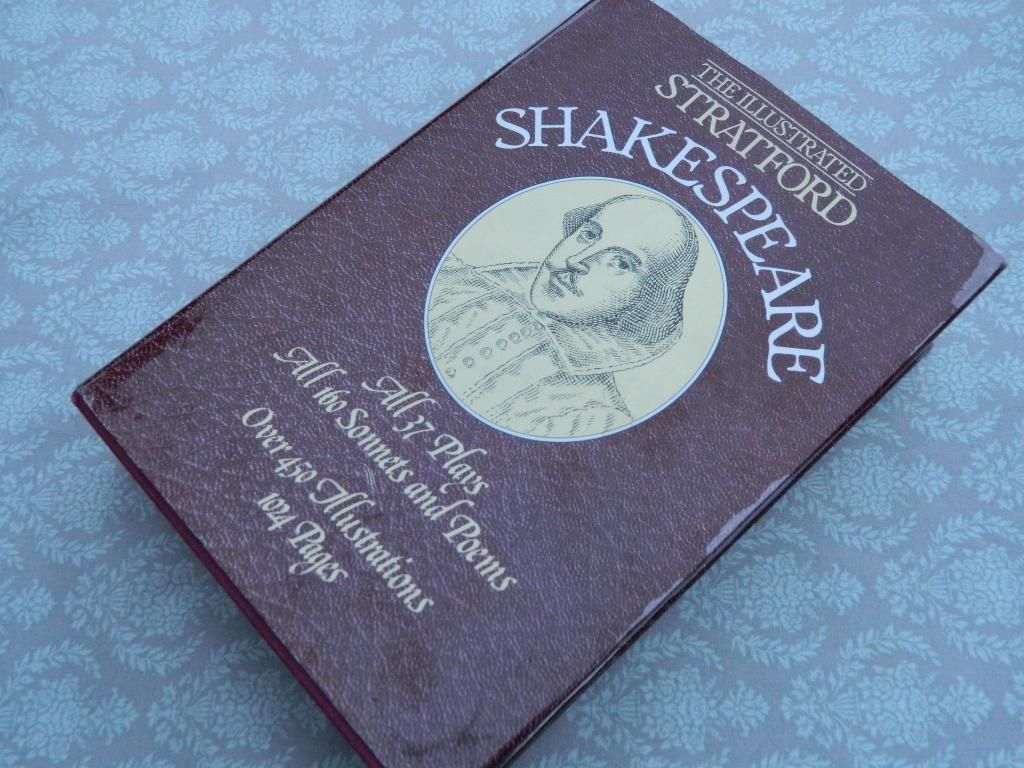 THE ILLUSTRATED
STRATFORD
SHAKESPEARE
All 37 Plays
All 160 Sonnets and Poems
Over 450 Illustrations
1024 Pages